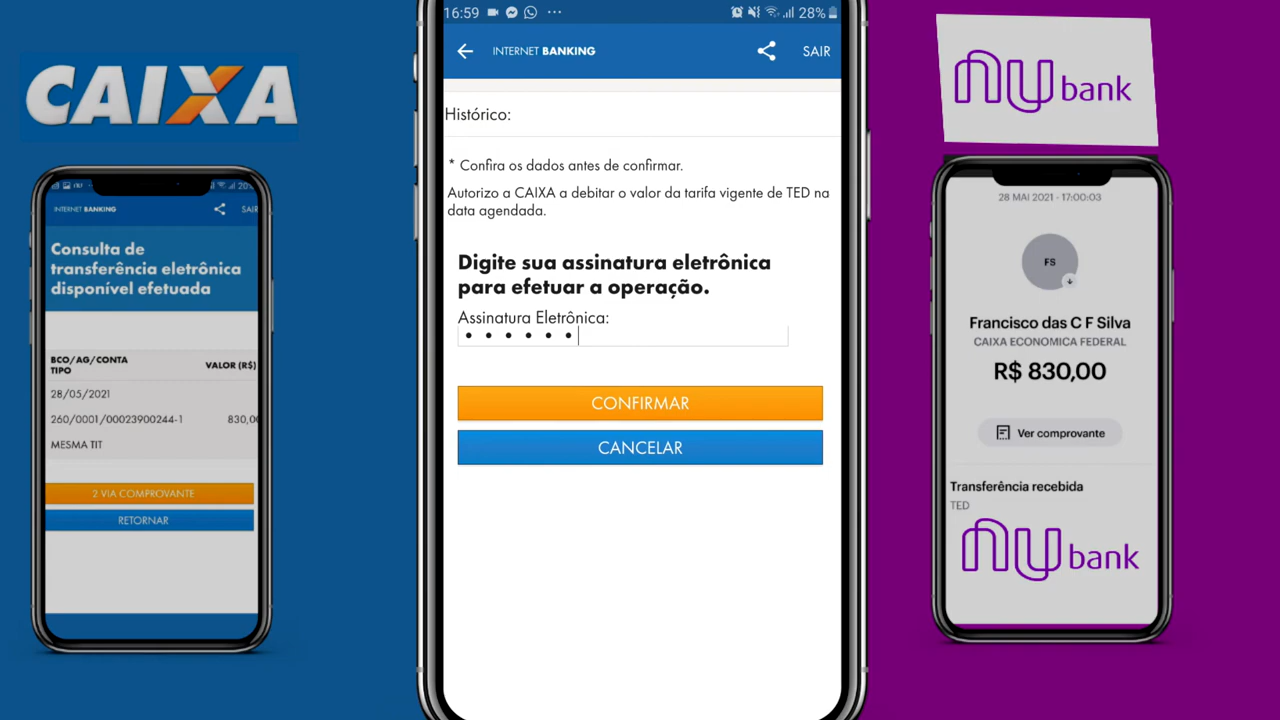 CAIXA
INTERNET BANKING
SAIR
Consulta de
transferência eletrônica
disponível efetuada
BCO/AG/CONTA
TIPO
VALOR (R$)
28/05/2021
260/0001/00023900244-1
830,0
MESMA TIT
2 VIA COMPROVANTE
RETORNAR
16:59
28%
INTERNET BANKING
SAIR
Histórico:
* Confira os dados antes de confirmar.
Autorizo a CAIXA a debitar o valor da tarifa vigente de TED na
data agendada.
Digite sua assinatura eletrônica
para efetuar a operação.
Assinatura Eletrônica:
CONFIRMAR
CANCELAR
nu bank
28 MAI 2021 - 17:00:03
FS
Francisco das C F Silva
CAIXA ECONOMICA FEDERAL
R$ 830,00
Ver comprovante
Transferência recebida
TED
nu bank